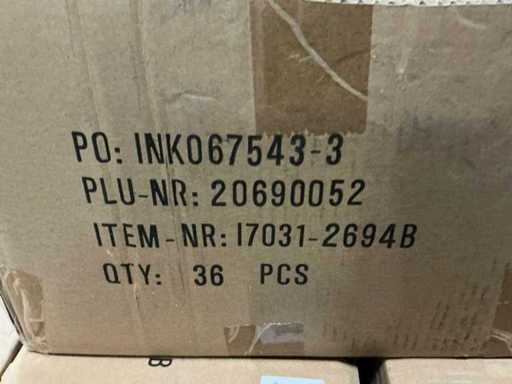 PO: INK067543-3
PLU-NR: 20690052
ITEM-NR: I7031-2694B
QTY: 36 PCS
B